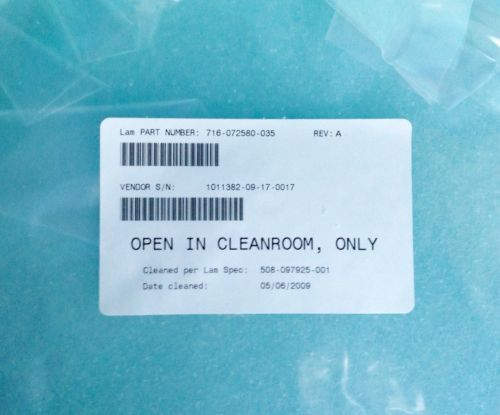 Lam PART NUMBER: 716-072580-035 REV: A
VENDOR S/N: 1011382-09-17-0017
OPEN IN CLEANROOM, ONLY
Cleaned per Lam Spec: 508-097925-001
Date cleaned: 05/06/2009